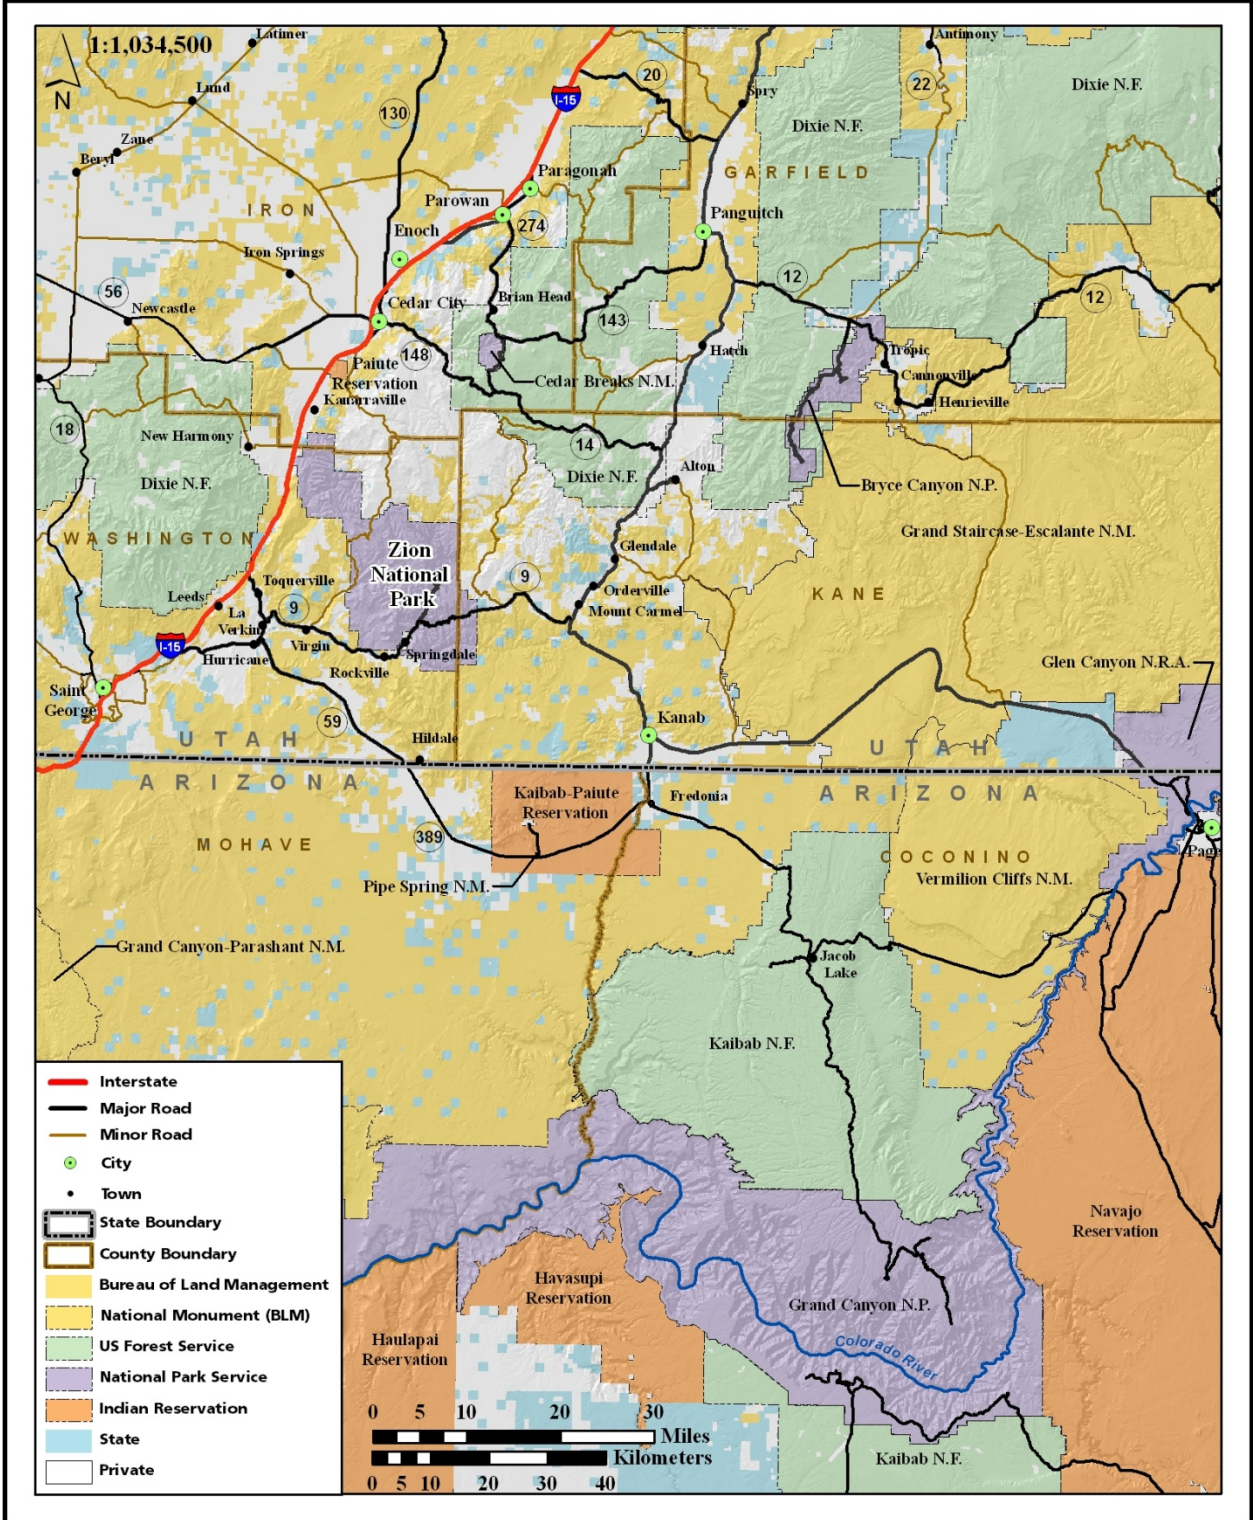 1:1,034,500
N
Latimer
Antimony
20
22
Dixie N.F.
Lund
I-15
Spry
130
Dixie N.F.
Zane
Beryl
Paragonah
GARFIELD
Parowan
IRON
Panguitch
274
Enoch
Iron Springs
12
56
Brian Head
12
Newcastle
Cedar City
143
148
Hatch
Tropic
Paiute
Reservation
Cedar Breaks N.M.
Cannonville
Kanarraville
Henrieville
18
New Harmony
14
Alton
Dixie N.F.
Dixie N.F.
Bryce Canyon N.P.
WASHINGTON
Grand Staircase-Escalante N.M.
Zion
National
Park
Glendale
Toquerville
9
Orderville
KANE
Leeds
La
Verkin
9
Mount Carmel
I-15
Virgin
Hurricane
Springdale
Rockville
Glen Canyon N.R.A.
Saint
George
59
Kanab
UTAH
Hildale
UTAH
ARIZONA
Kaibab-Paiute
Reservation
Fredonia
ARIZONA
389
MOHAVE
COCONINO
Page
Pipe Spring N.M.
Vermilion Cliffs N.M.
Grand Canyon-Parashant N.M.
Jacob
Lake
Kaibab N.F.
Interstate
Major Road
Minor Road
City
Town
State Boundary
County Boundary
Bureau of Land Management
National Monument (BLM)
US Forest Service
National Park Service
Indian Reservation
State
Private
Navajo
Reservation
Havasupi
Reservation
Grand Canyon N.P.
Haulapai
Reservation
Colorado River
0 5 10 20 30
Miles
Kilometers
0 5 10 20 30 40
Kaibab N.F.